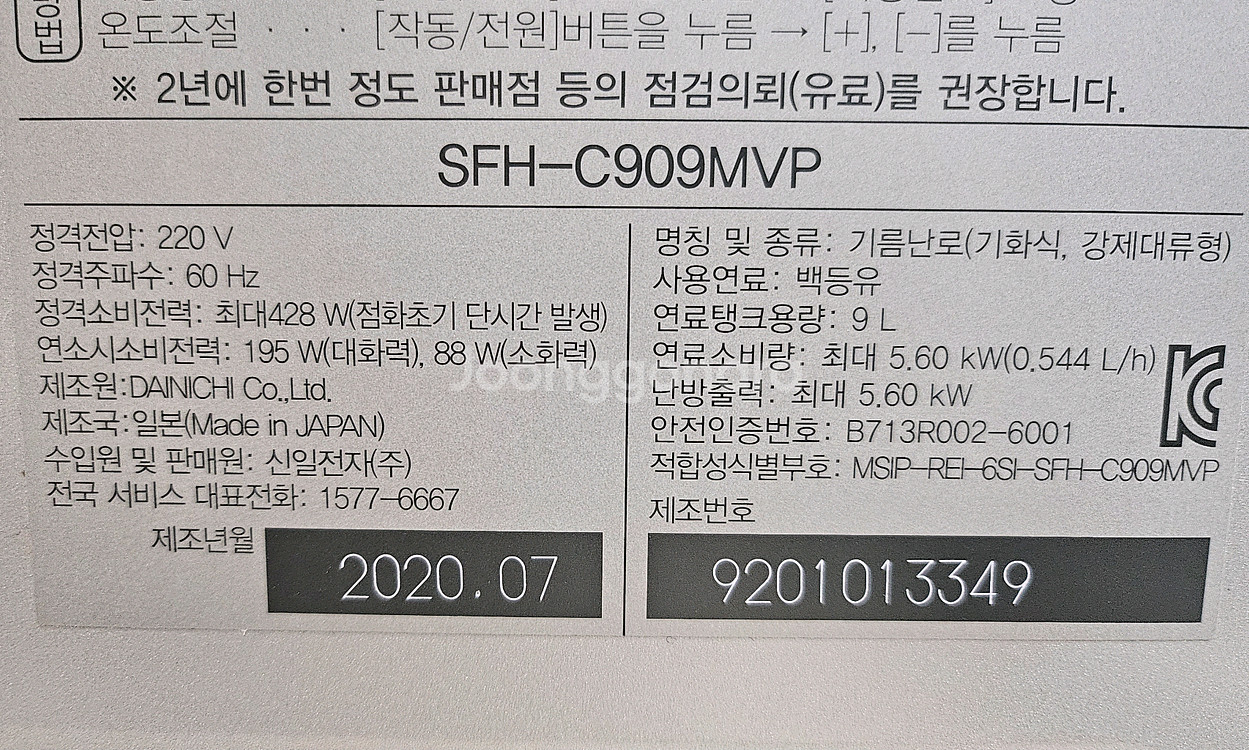 법
온도조절 · · · [작동/전원]버튼을 누름 → [+], [-]를 누름
※ 2년에 한번 정도 판매점 등의 점검의뢰(유료)를 권장합니다.
SFH-C909MVP
정격전압: 220 V
정격주파수: 60 Hz
정격소비전력: 최대428 W(점화초기 단시간 발생)
연소시소비전력: 195 W(대화력), 88 W(소화력)
제조원:DAINICHI Co.,Ltd.
제조국:일본(Made in JAPAN)
수입원 및 판매원: 신일전자(주)
전국 서비스 대표전화: 1577-6667
제조년월
2020.07
명칭 및 종류: 기름난로(기화식, 강제대류형)
사용연료: 백등유
연료탱크용량: 9 L
연료소비량: 최대 5.60 kW(0.544 L/h)
난방출력: 최대 5.60 kW
안전인증번호: B713R002-6001
적합성식별부호: MSIP-REI-6SI-SFH-C909MVP
제조번호
9201013349
KC
Joonggonara